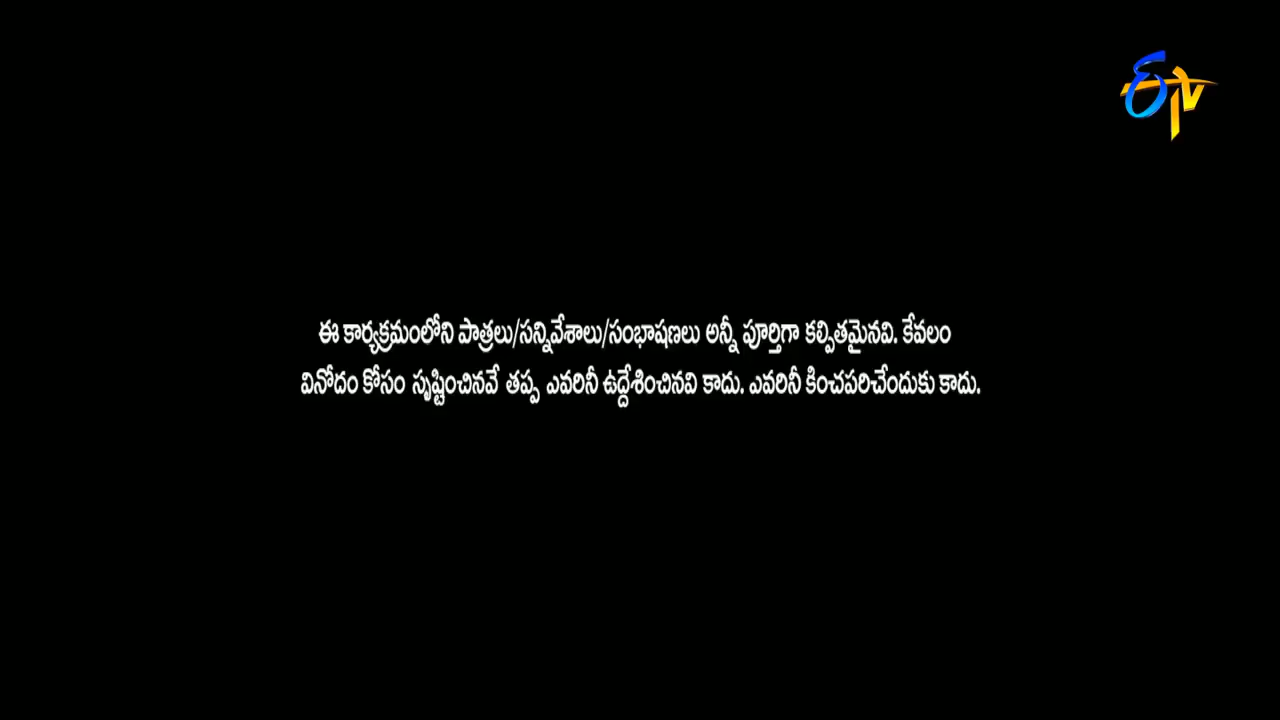 ఈ టీవీ
ఈ కార్యక్రమంలోని పాత్రలు/సన్నివేశాలు/సంభాషణలు అన్నీ పూర్తిగా కల్పితమైనవి. కేవలం
వినోదం కోసం సృష్టించినవే తప్ప ఎవరినీ ఉద్దేశించినవి కాదు. ఎవరినీ కించపరిచేందుకు కాదు.